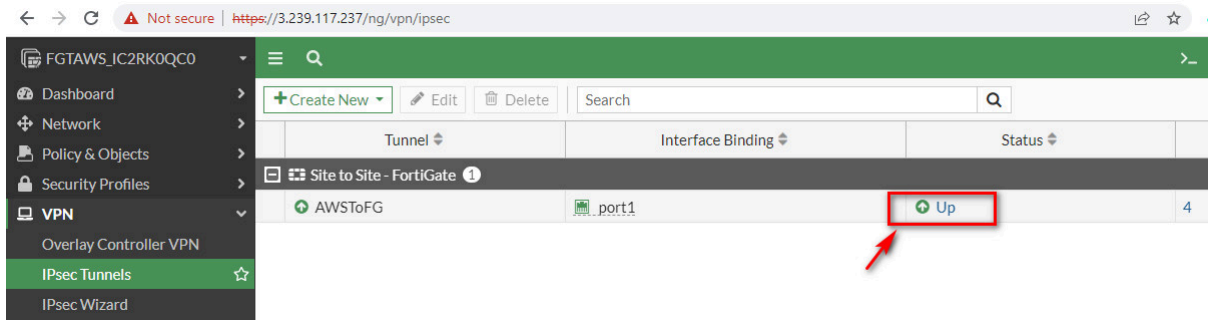 Not secure | https://3.239.117.237/ng/vpn/ipsec
FGTAWS_IC2RK0QC0
>_
Dashboard
Network
Policy & Objects
Security Profiles
VPN
Overlay Controller VPN
IPsec Tunnels
IPsec Wizard
+Create New Edit Delete Search
Tunnel Interface Binding Status
Site to Site - FortiGate 1
AWSToFG port1 Up 4